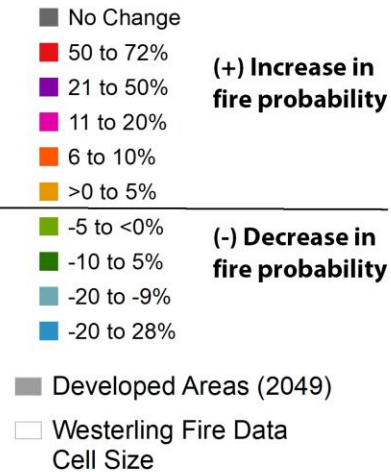 No Change
50 to 72%
21 to 50%
11 to 20%
6 to 10%
>0 to 5%
(+) Increase in
fire probability
-5 to <0%
-10 to 5%
-20 to -9%
-20 to 28%
(-) Decrease in
fire probability
Developed Areas (2049)
Westerling Fire Data
Cell Size